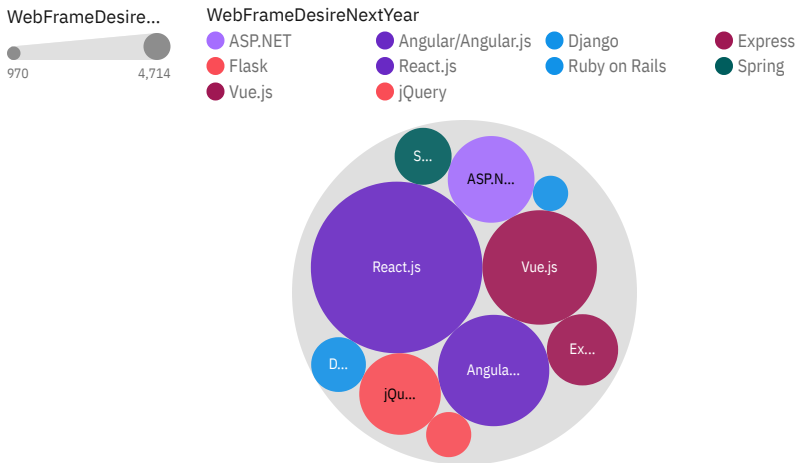 WebFrameDesire...
970 4,714
WebFrameDesireNextYear
ASP.NET Angular/Angular.js Django Express
Flask React.js Ruby on Rails Spring
Vue.js jQuery
S...
ASP.N...
React.js
Vue.js
Ex...
D...
Angula...
jQu...